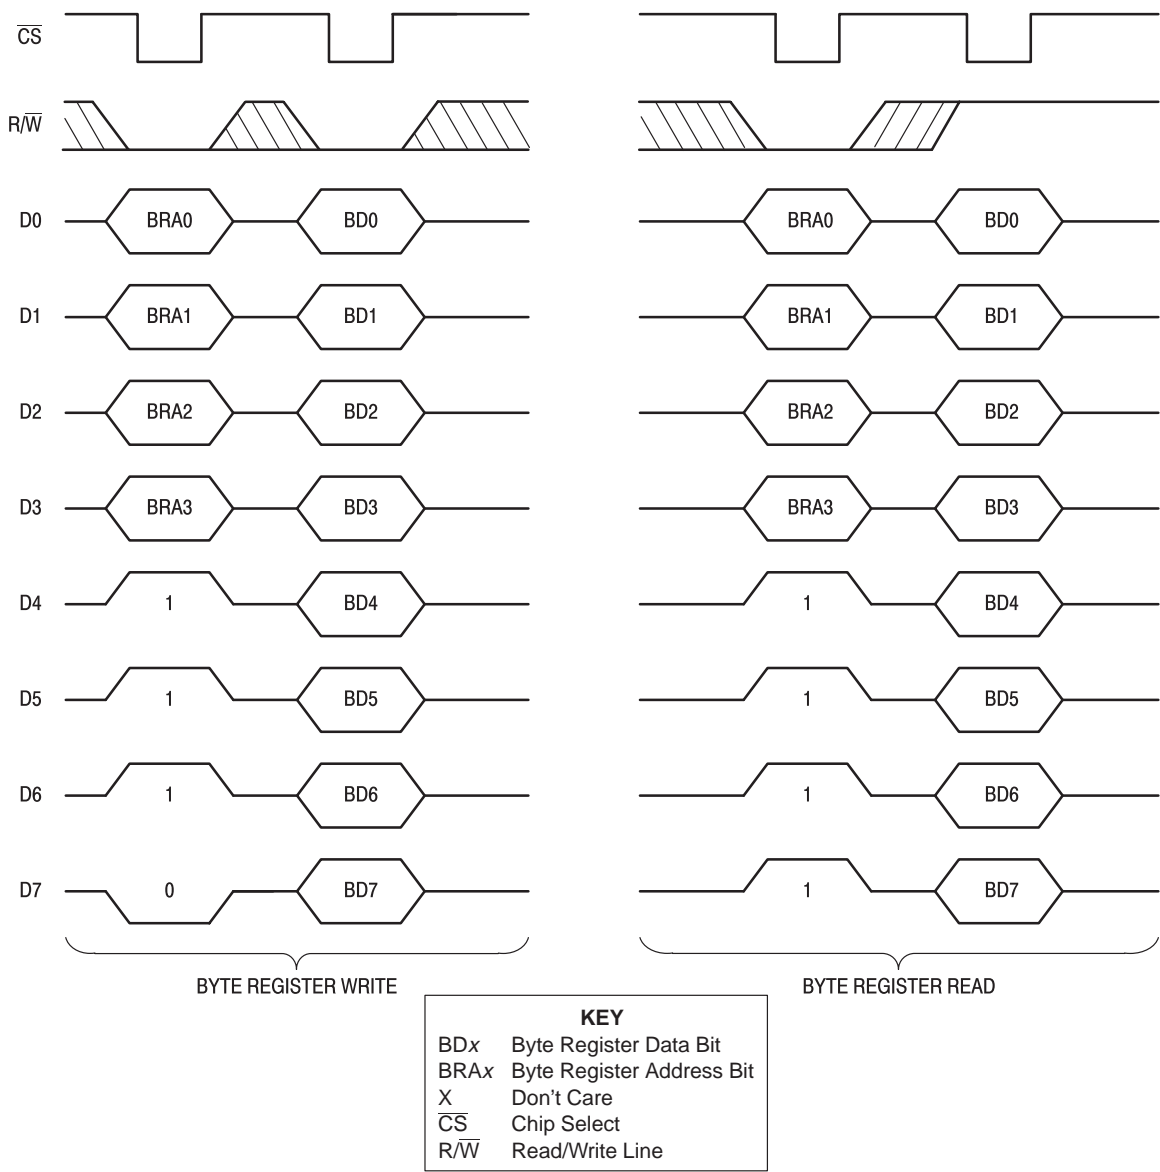 C̅S̅
R/W̅
D0 BRA0 BD0 BRA0 BD0
D1 BRA1 BD1 BRA1 BD1
D2 BRA2 BD2 BRA2 BD2
D3 BRA3 BD3 BRA3 BD3
D4 1 BD4 1 BD4
D5 1 BD5 1 BD5
D6 1 BD6 1 BD6
D7 0 BD7 1 BD7
BYTE REGISTER WRITE BYTE REGISTER READ
KEY
BDx Byte Register Data Bit
BRAx Byte Register Address Bit
X Don't Care
C̅S̅ Chip Select
R/W̅ Read/Write Line